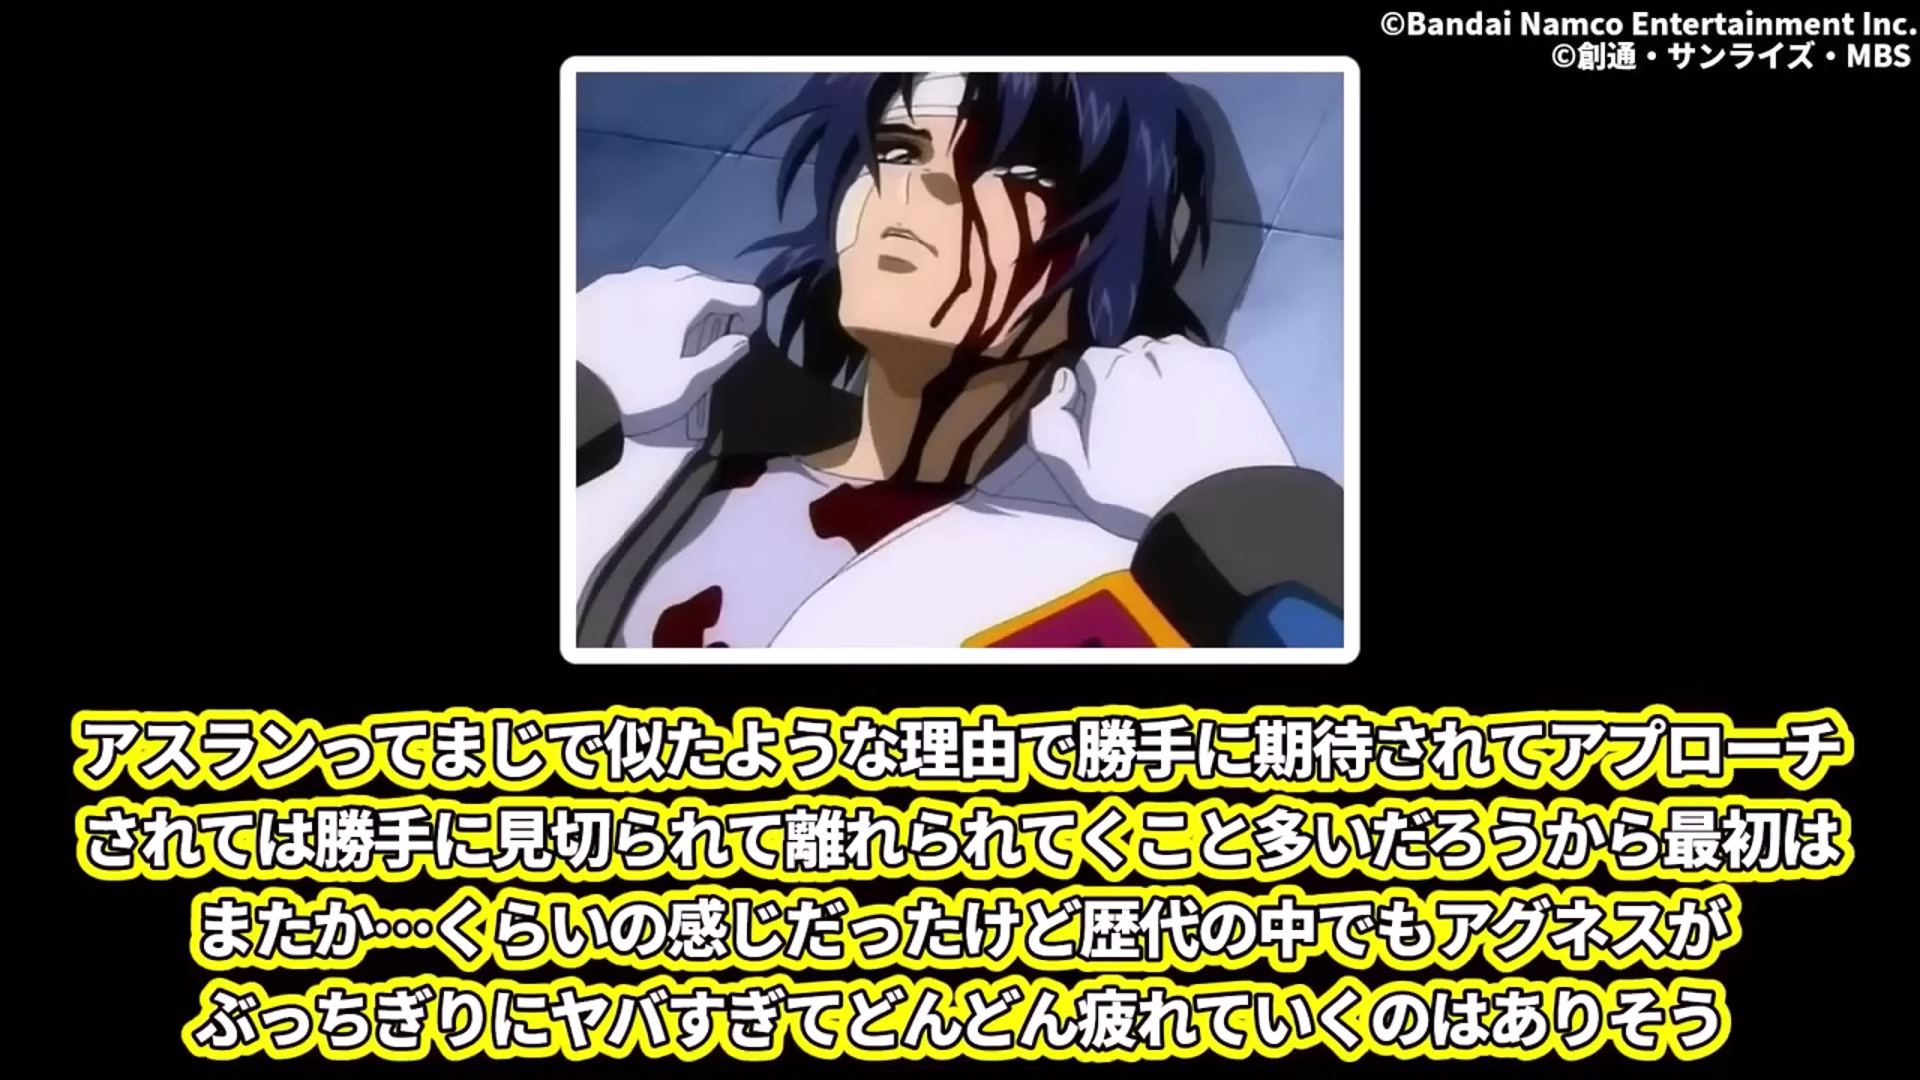 ©Bandai Namco Entertainment Inc.
©創通・サンライズ・MBS
アスランってまじで似たような理由で勝手に期待されてアプローチ
されては勝手に見切られて離れられてくこと多いだろうから最初は
またか…くらいの感じだったけど歴代の中でもアグネスが
ぶっちぎりにヤバすぎてどんどん疲れていくのはありそう